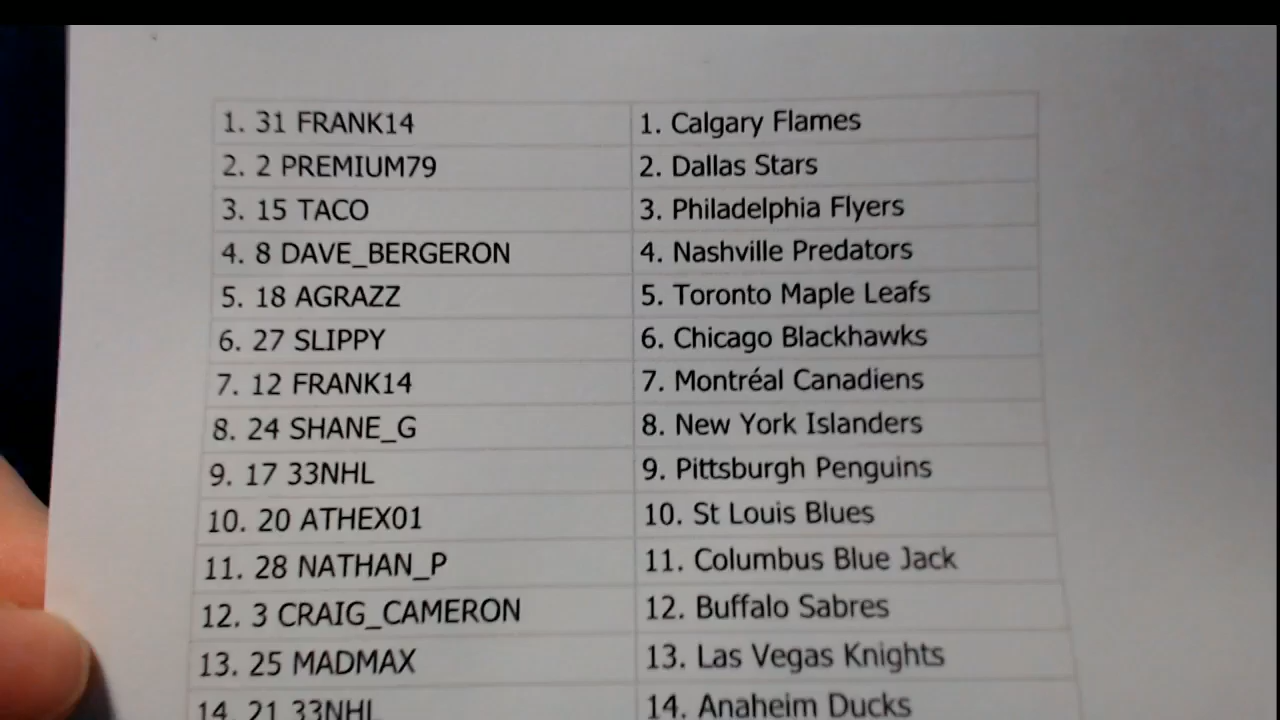 1. 31 FRANK14 1. Calgary Flames
2. 2 PREMIUM79 2. Dallas Stars
3. 15 TACO 3. Philadelphia Flyers
4. 8 DAVE_BERGERON 4. Nashville Predators
5. 18 AGRAZZ 5. Toronto Maple Leafs
6. 27 SLIPPY 6. Chicago Blackhawks
7. 12 FRANK14 7. Montréal Canadiens
8. 24 SHANE_G 8. New York Islanders
9. 17 33NHL 9. Pittsburgh Penguins
10. 20 ATHEX01 10. St Louis Blues
11. 28 NATHAN_P 11. Columbus Blue Jack
12. 3 CRAIG_CAMERON 12. Buffalo Sabres
13. 25 MADMAX 13. Las Vegas Knights
14. 21 33NHL 14. Anaheim Ducks